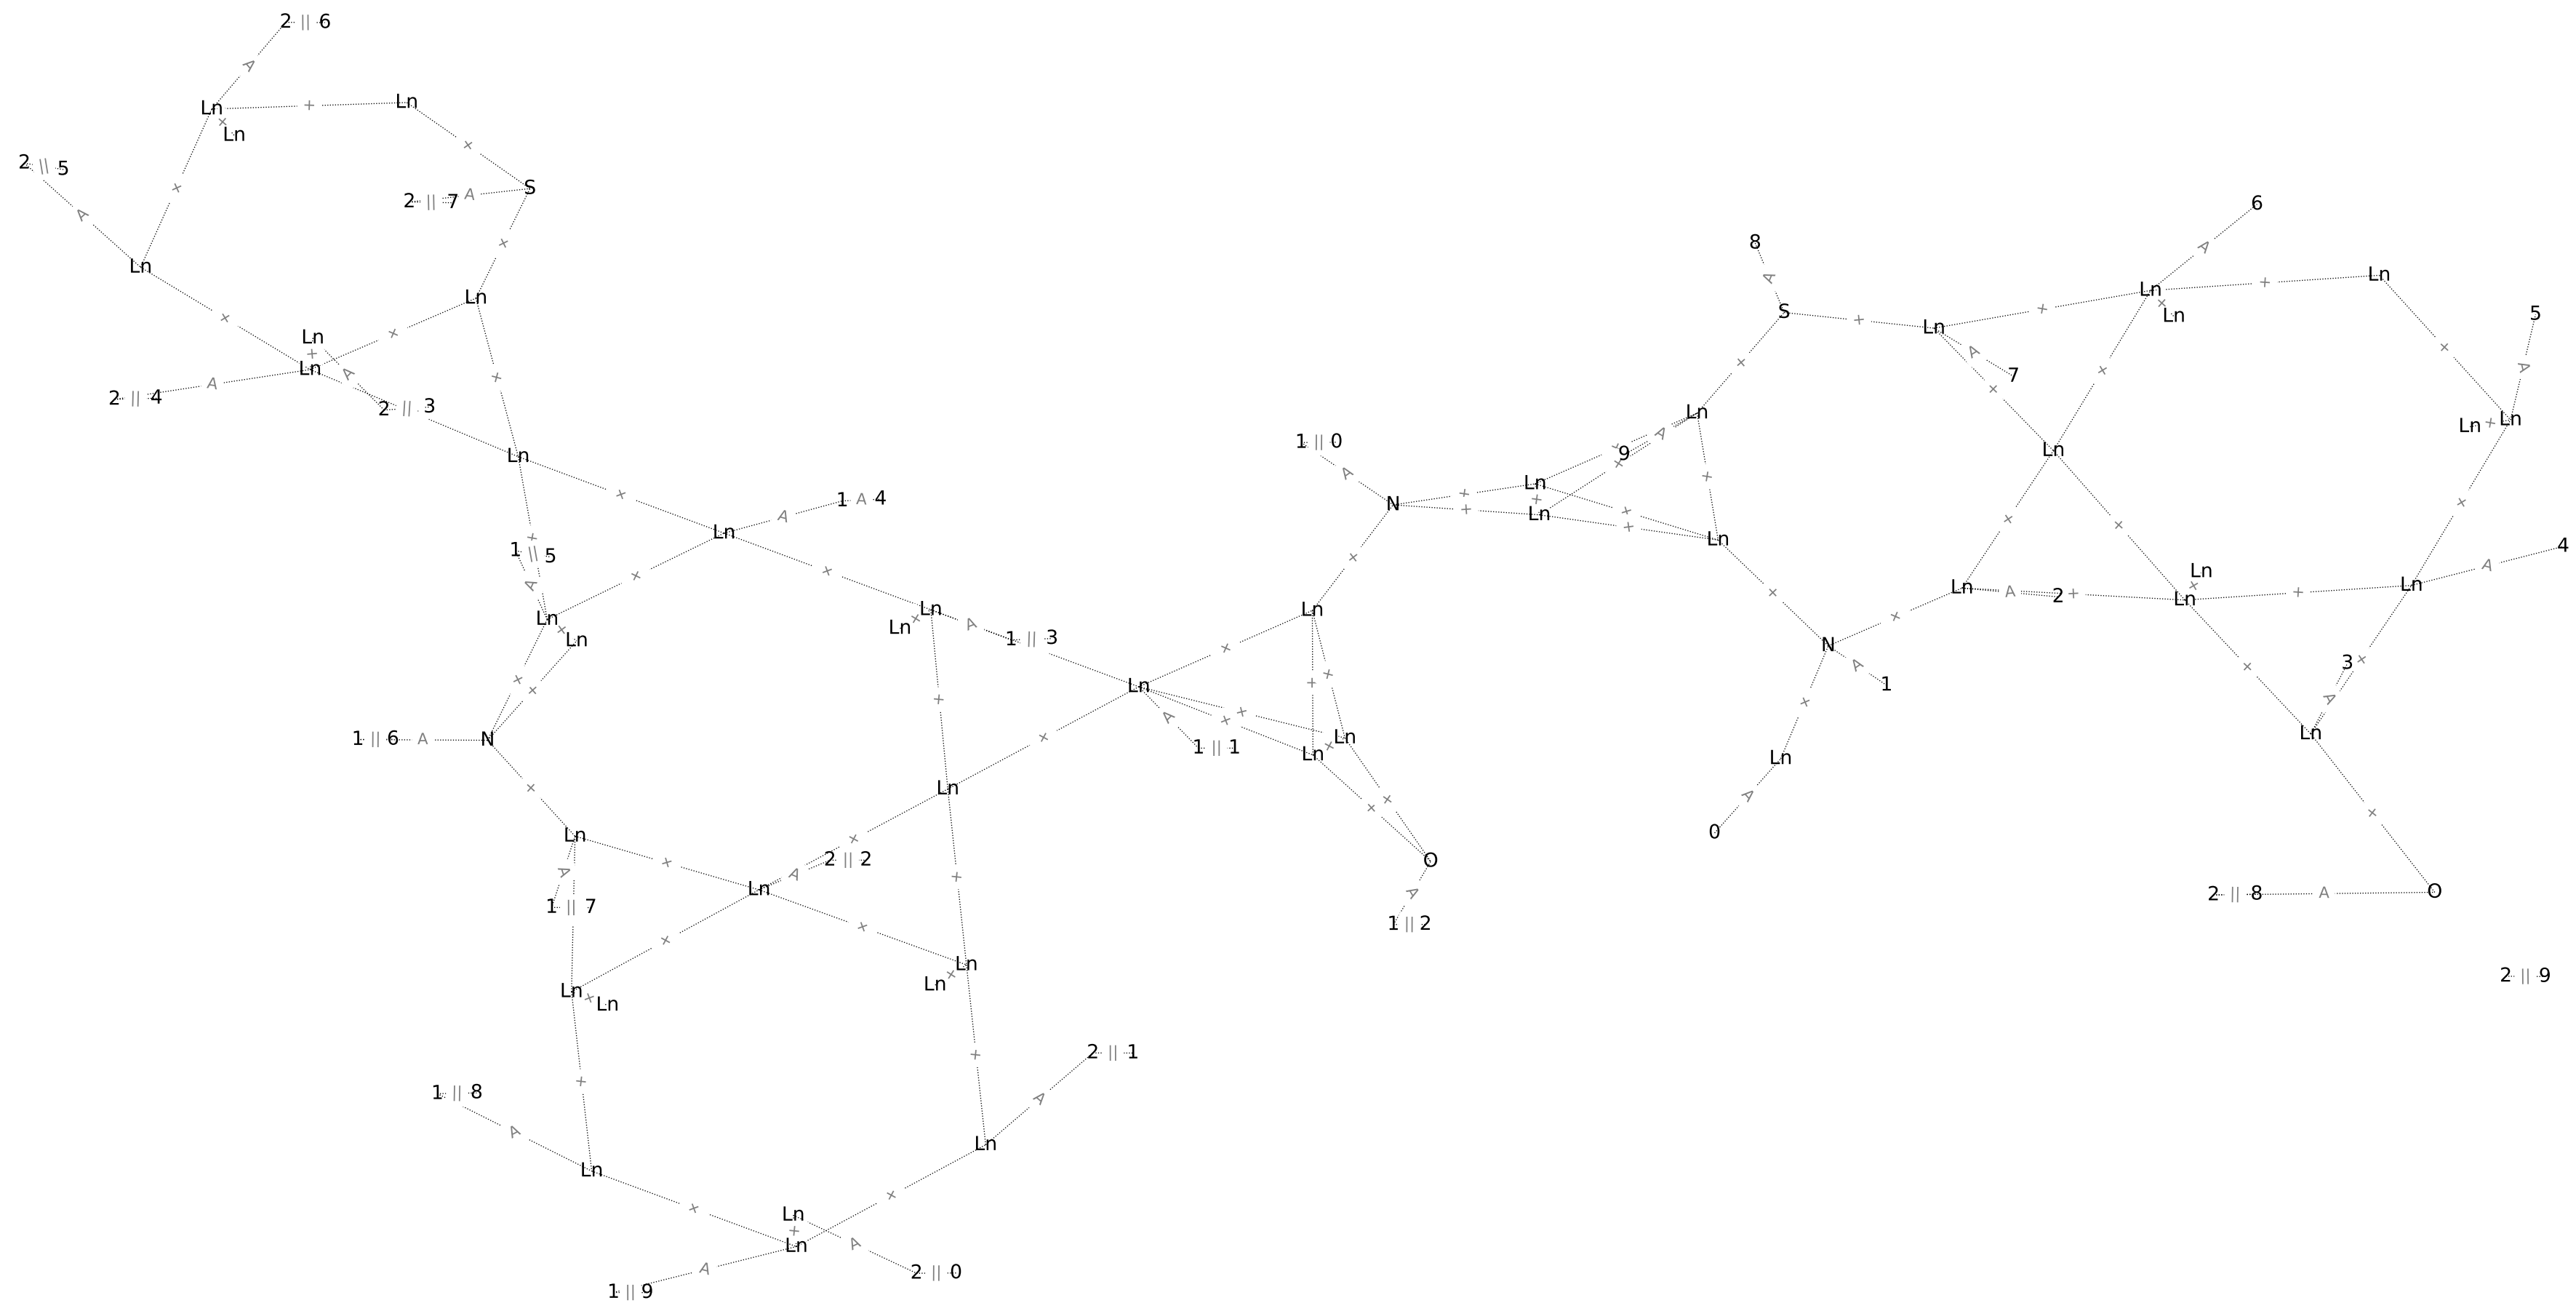 2 || 6
Ln + Ln
A
× Ln
2 || 5
2 || 7 A S
8
6
5
S + Ln + Ln + Ln
Ln
7
Ln
2 || 4 A Ln
2 || 3
Ln
Ln
Ln + Ln
9
Ln
1 || 0
Ln
1 A 4
N + Ln
+ Ln
Ln
Ln
1 || 5
Ln
4
Ln A 2 + Ln + Ln
Ln
Ln
Ln
Ln
Ln
1 || 3
N
3
1
Ln
1 || 6 A N
Ln
Ln
1 || 1
Ln
Ln
Ln
0
Ln
Ln
2 || 2
O
Ln
1 || 7
2 || 8 A O
1 || 2
Ln
Ln
2 || 9
Ln
Ln
2 || 1
1 || 8
Ln
Ln
Ln
Ln
2 || 0
1 || 9